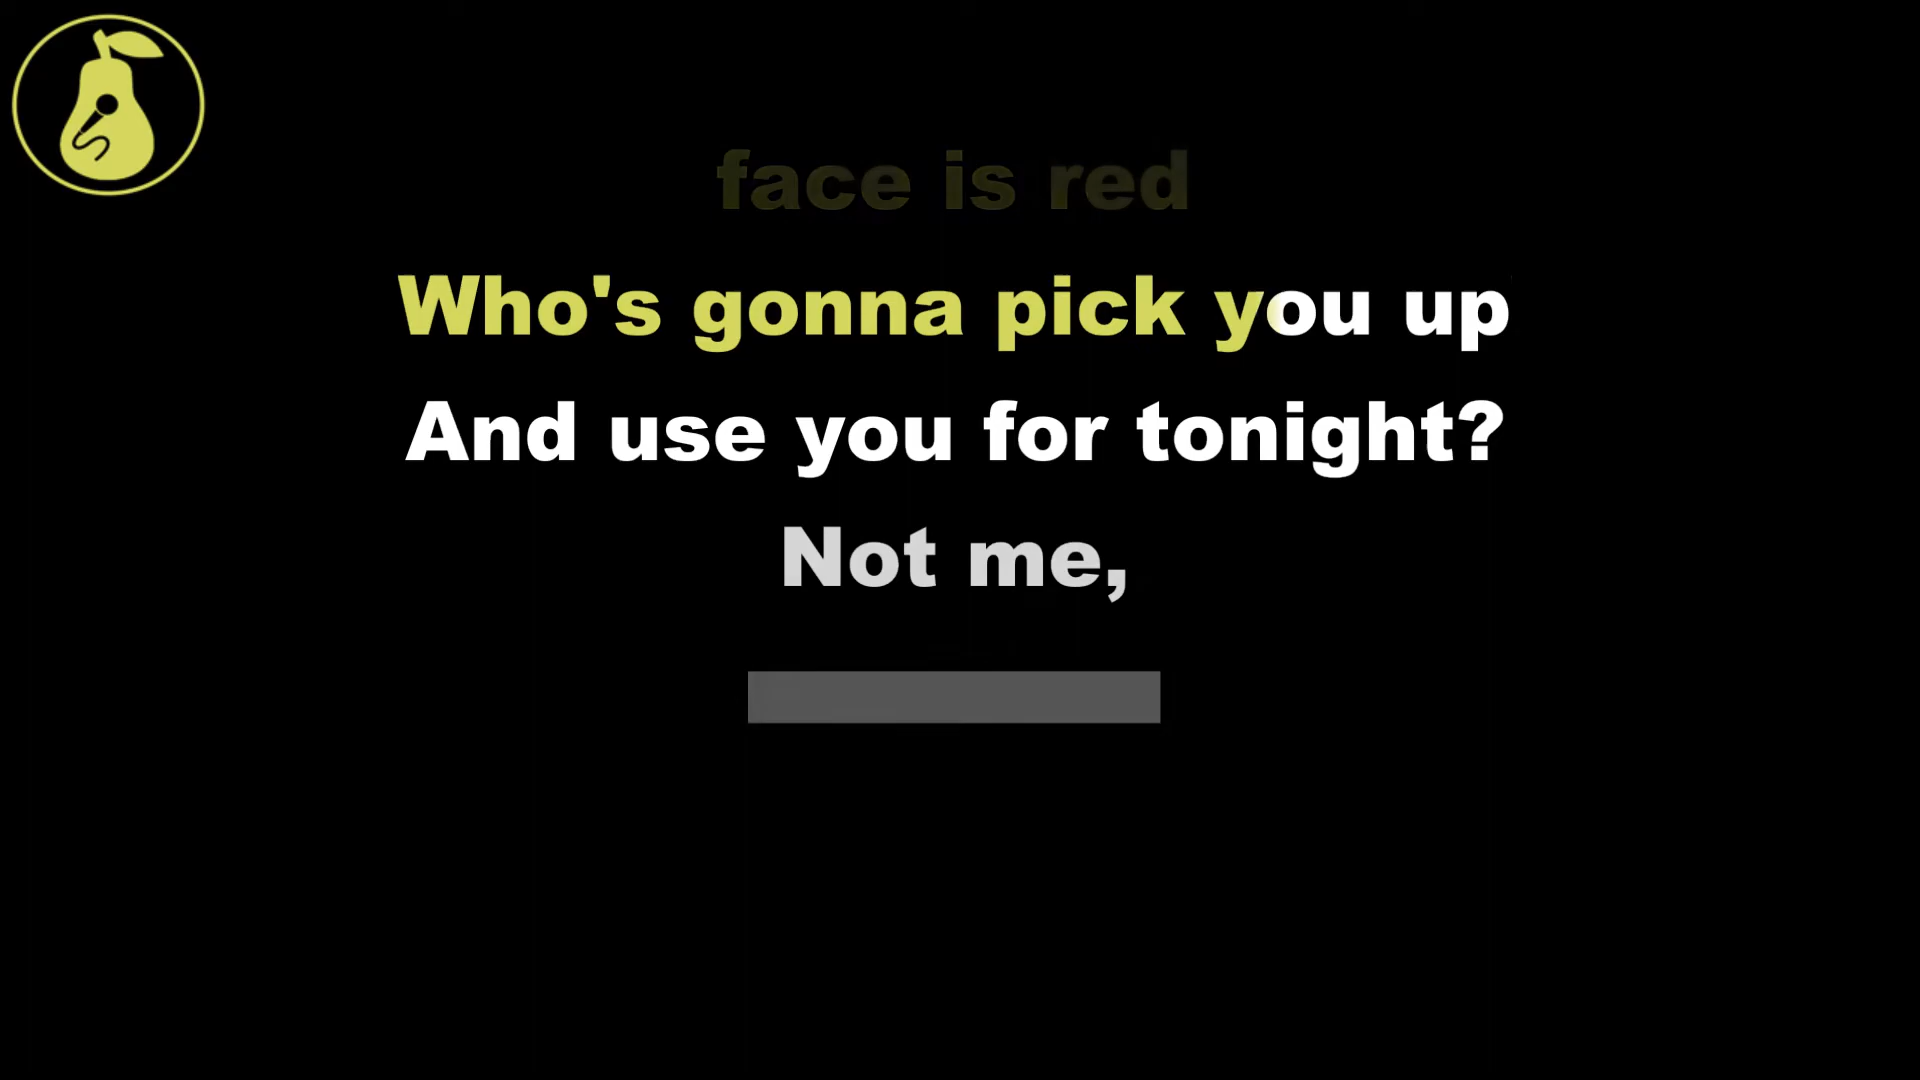 face is red
Who's gonna pick you up
And use you for tonight?
Not me,